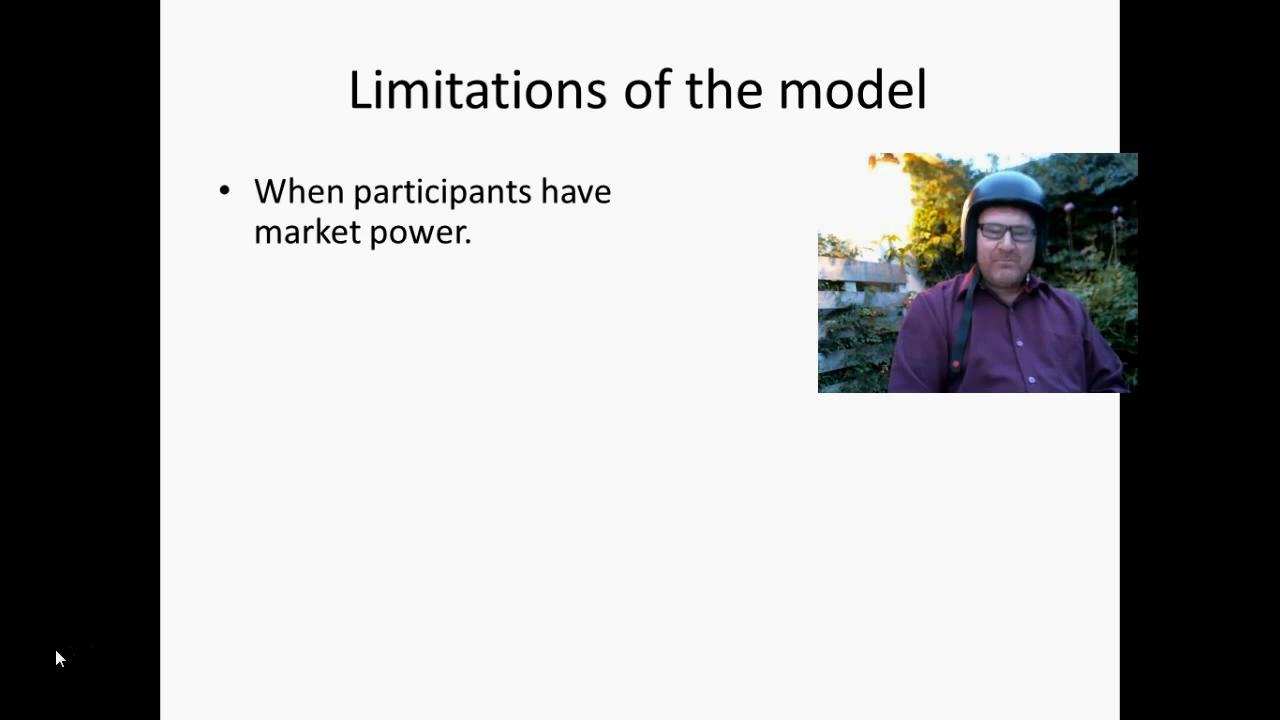 Limitations of the model
• When participants have
market power.